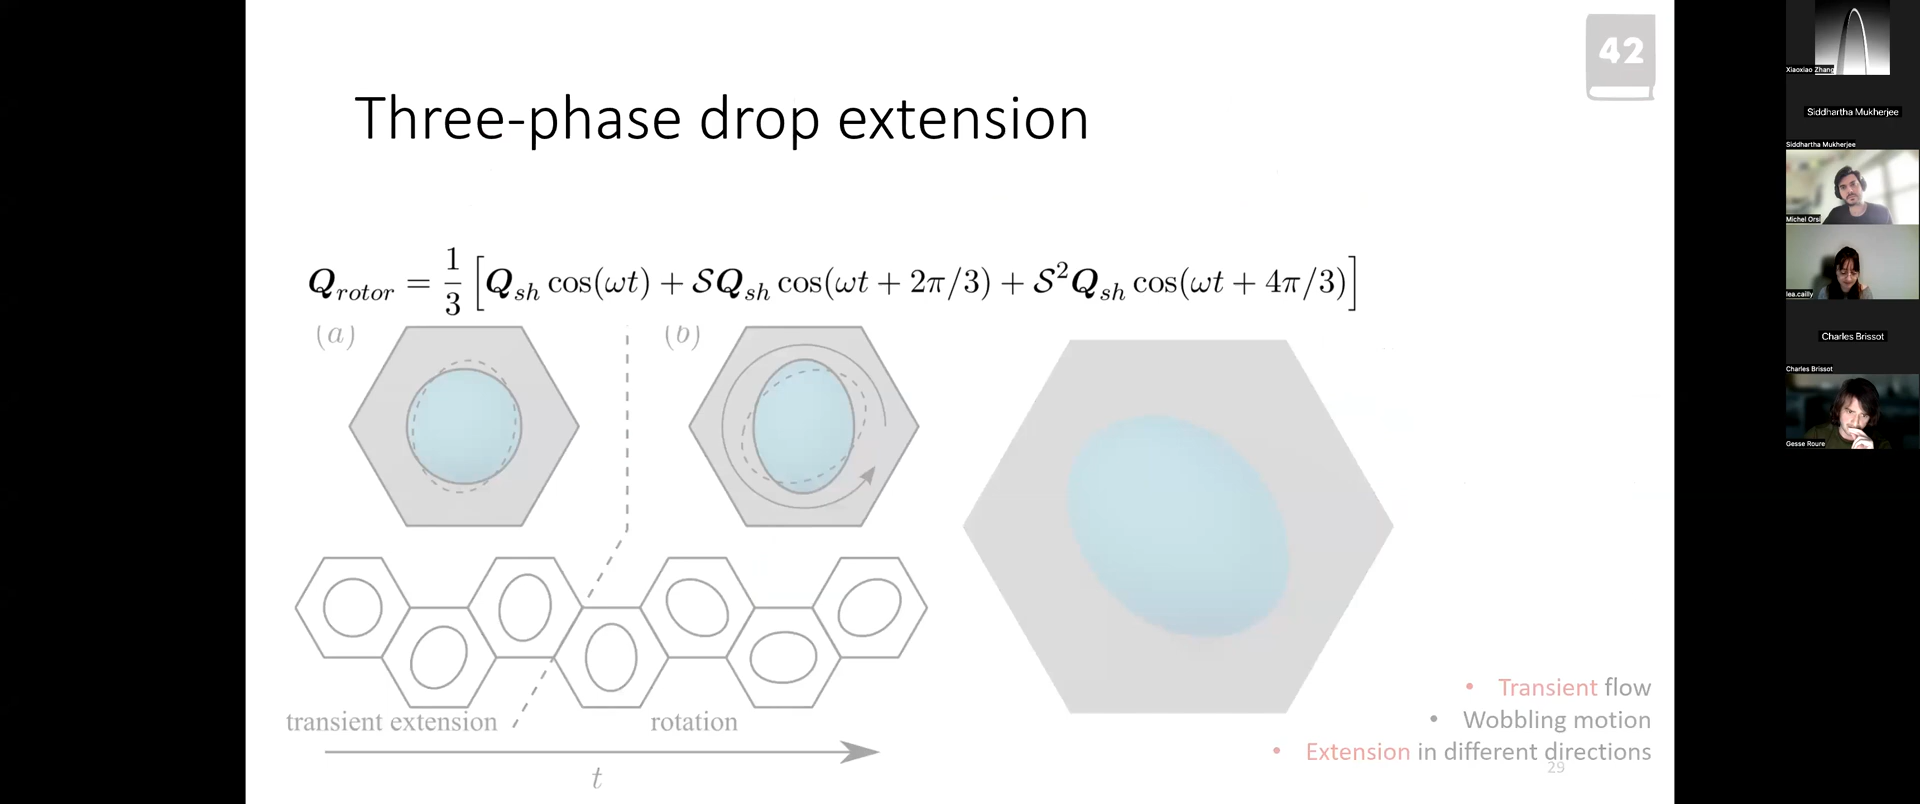 42
Three-phase drop extension
Q_rotor = 1/3 [Q_sh cos(ωt) + 𝒮Q_sh cos(ωt + 2π/3) + 𝒮²Q_sh cos(ωt + 4π/3)]
(a)
(b)
transient extension
rotation
t
• Transient flow
• Wobbling motion
• Extension in different directions
29
Xiaoxiao Zhang
Siddhartha Mukherjee
Siddhartha Mukherjee
Michel Orsi
lea.cailly
Charles Brissot
Charles Brissot
Gesse Roure